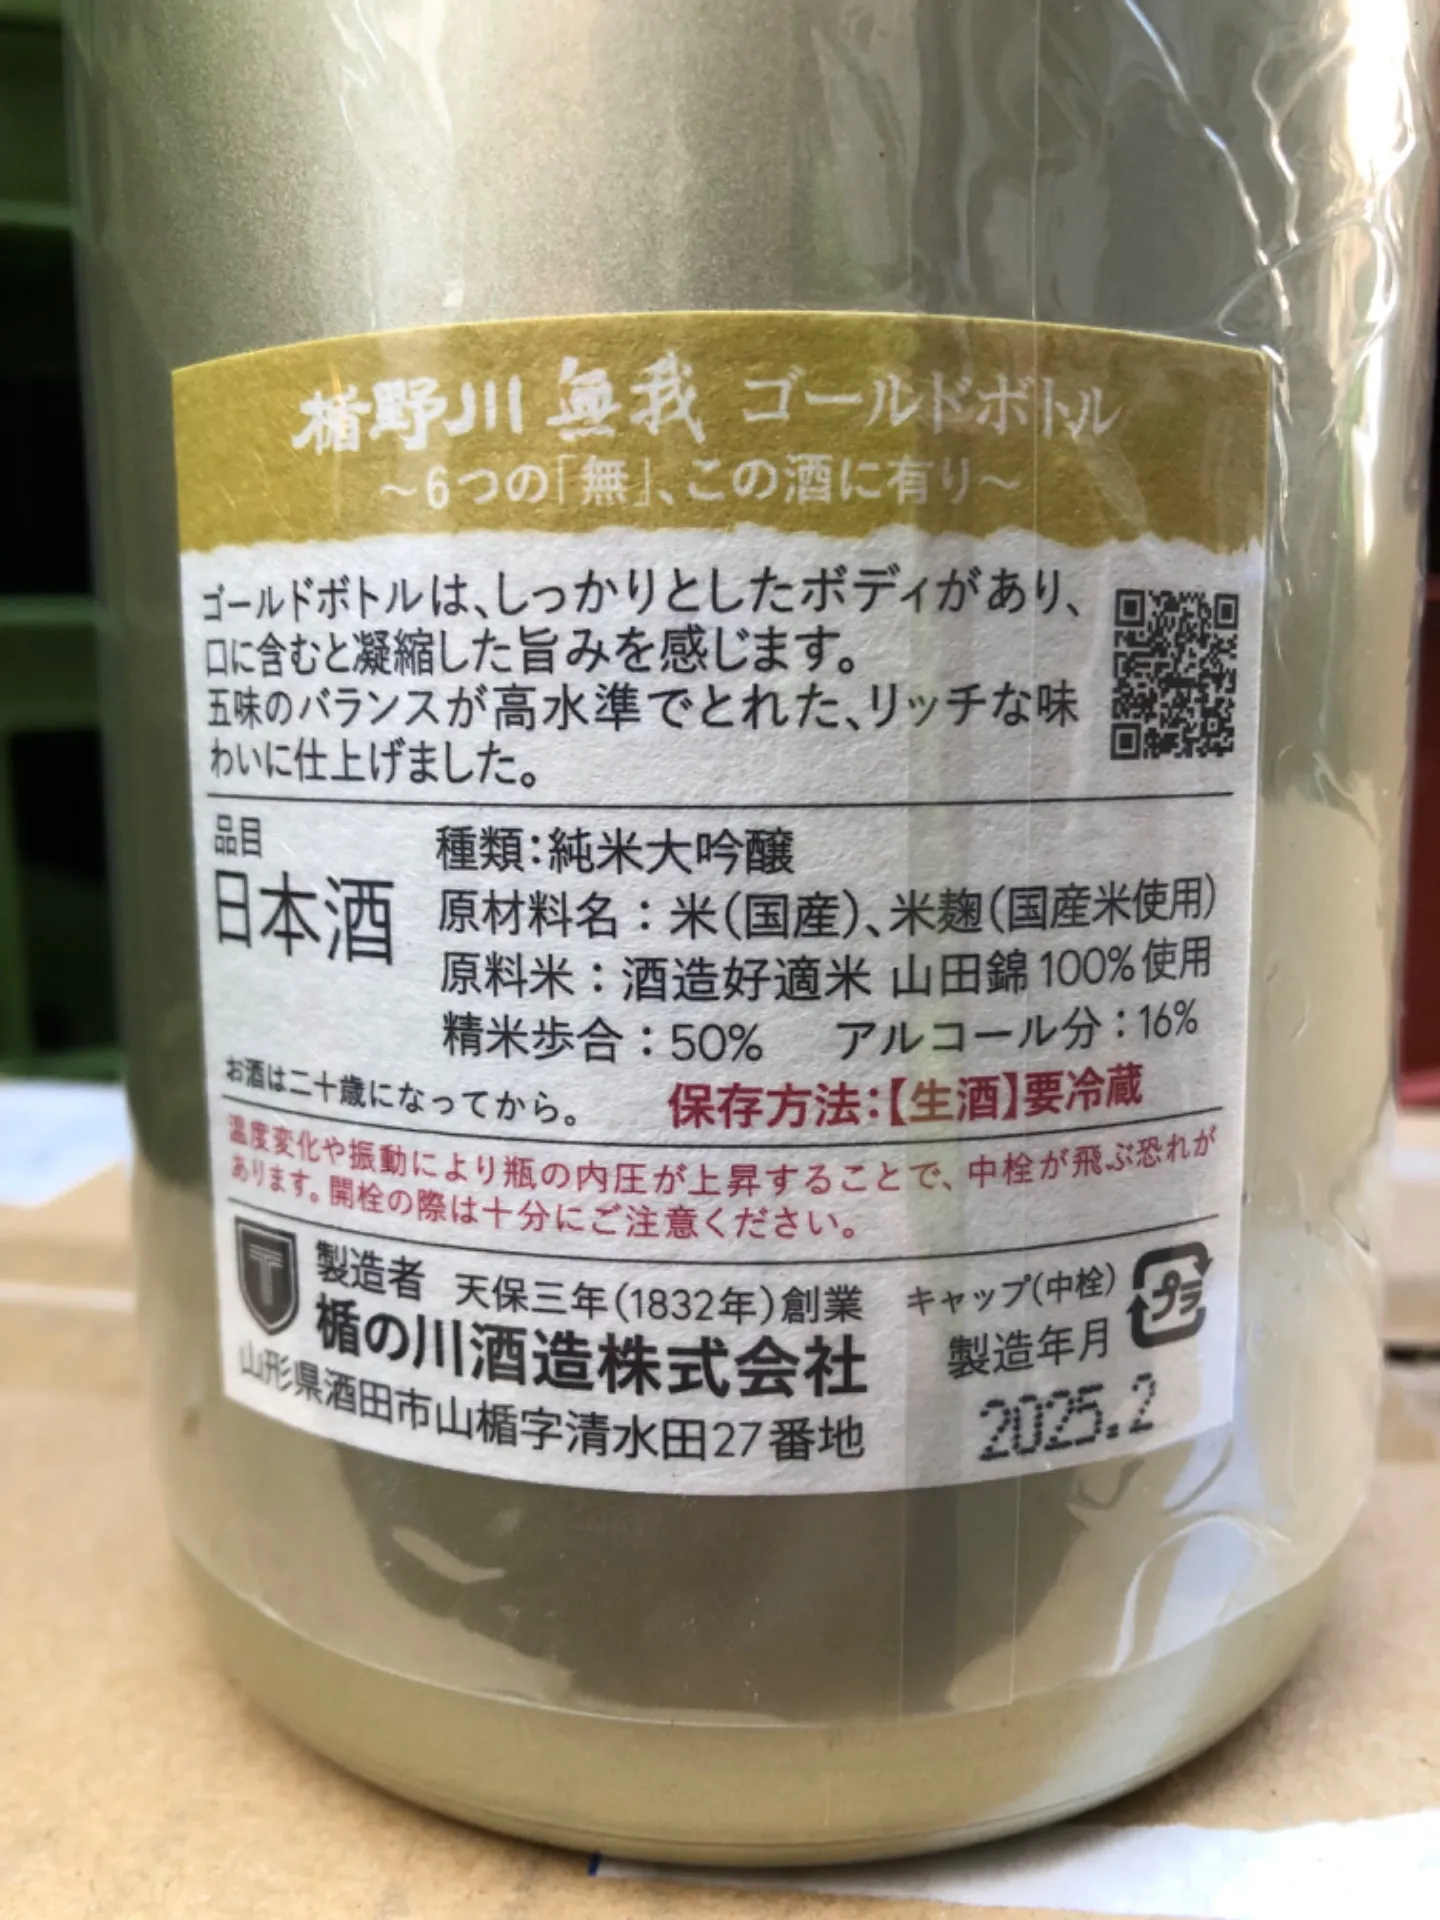 楯野川 無我 ゴールドボトル
～6つの「無」、この酒に有り～
ゴールドボトルは、しっかりとしたボディがあり、
口に含むと凝縮した旨みを感じます。
五味のバランスが高水準でとれた、リッチな味
わいに仕上げました。
品目
日本酒
種類：純米大吟醸
原材料名：米（国産）、米麹（国産米使用）
原料米：酒造好適米 山田錦100%使用
精米歩合：50% アルコール分：16%
お酒は二十歳になってから。 保存方法：【生酒】要冷蔵
温度変化や振動により瓶の内圧が上昇することで、中栓が飛ぶ恐れが
あります。開栓の際は十分にご注意ください。
製造者 天保三年（1832年）創業
楯の川酒造株式会社
山形県酒田市山楯字清水田27番地
キャップ（中栓）
プラ
製造年月
2025.2